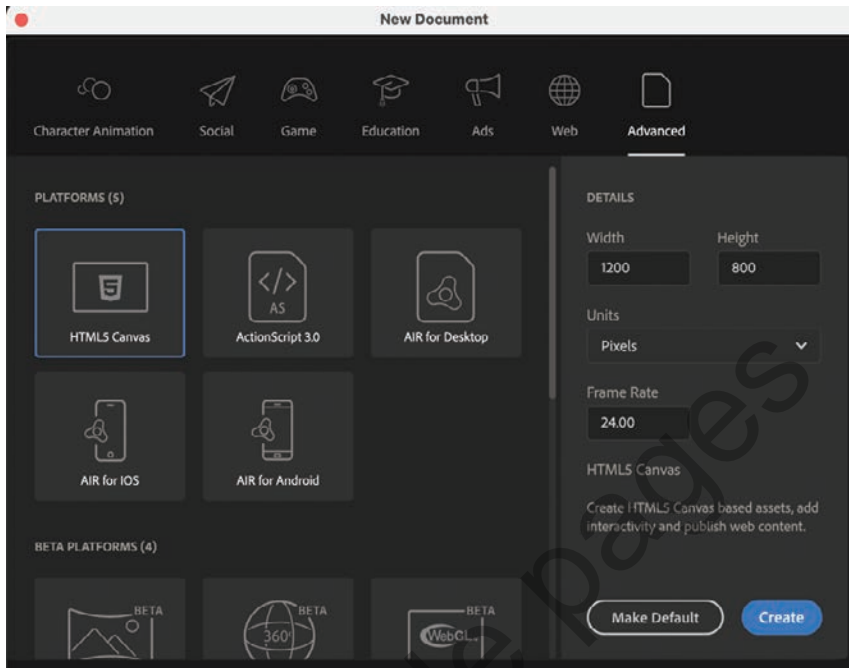 New Document
Character Animation
Social
Game
Education
Ads
Web
Advanced
PLATFORMS (5)
HTML5 Canvas
</>
AS
ActionScript 3.0
AIR for Desktop
AIR for IOS
AIR for Android
BETA PLATFORMS (4)
BETA
BETA
360°
BETA
WebGL
DETAILS
Width
Height
1200
800
Units
Pixels
Frame Rate
24.00
HTML5 Canvas
Create HTML5 Canvas based assets, add
interactivity and publish web content.
Make Default
Create
pages